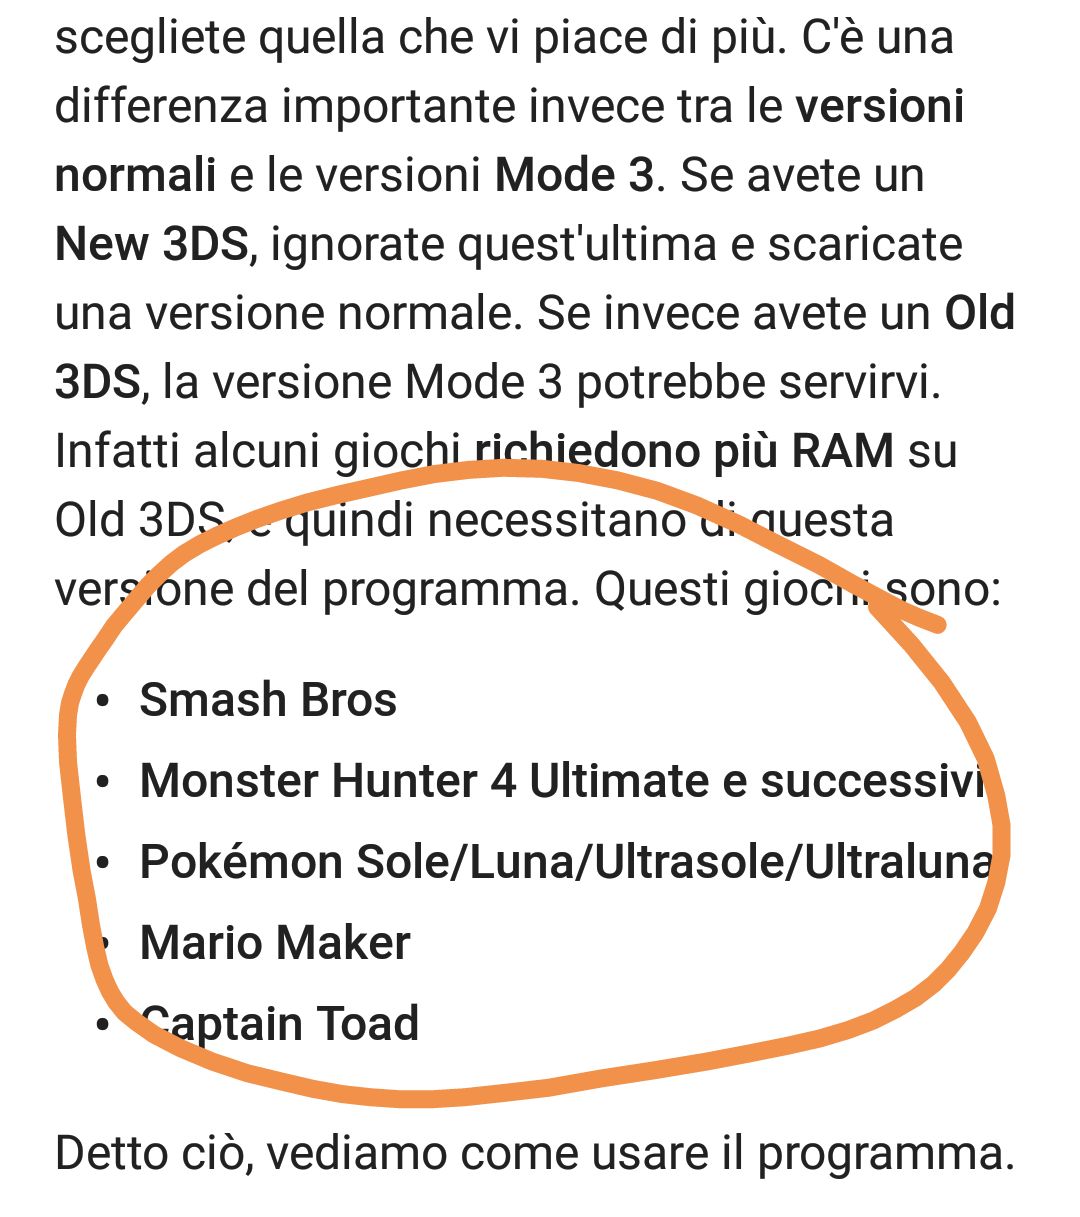 scegliete quella che vi piace di più. C'è una
differenza importante invece tra le versioni
normali e le versioni Mode 3. Se avete un
New 3DS, ignorate quest'ultima e scaricate
una versione normale. Se invece avete un Old
3DS, la versione Mode 3 potrebbe servirvi.
Infatti alcuni giochi richiedono più RAM su
Old 3DS, e quindi necessitano di questa
versione del programma. Questi giochi sono:
• Smash Bros
• Monster Hunter 4 Ultimate e successivi
• Pokémon Sole/Luna/Ultrasole/Ultraluna
• Mario Maker
• Captain Toad
Detto ciò, vediamo come usare il programma.